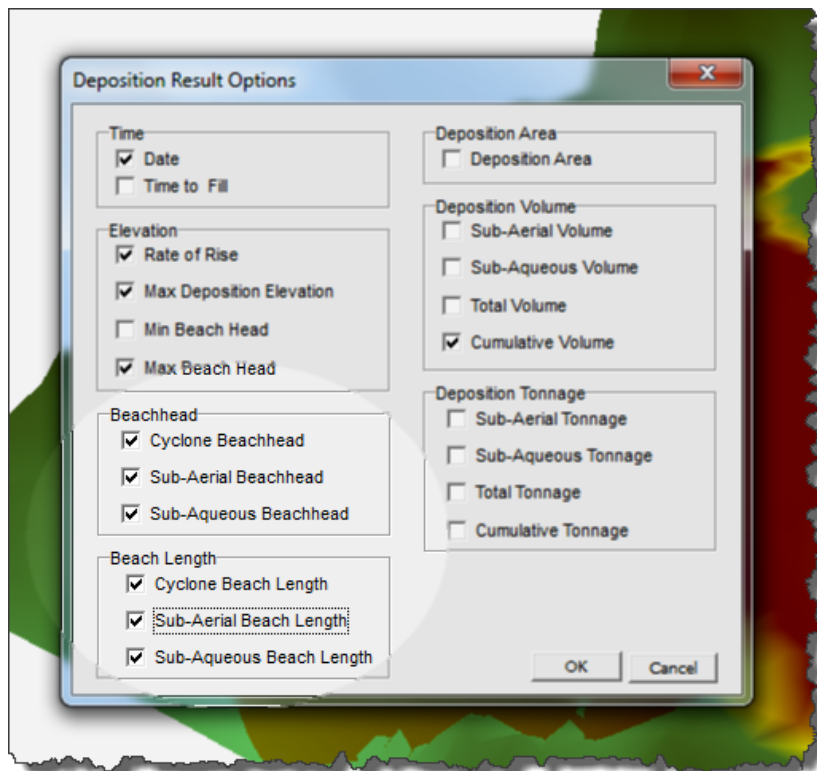 Deposition Result Options
Time
Date
Time to Fill
Elevation
Rate of Rise
Max Deposition Elevation
Min Beach Head
Max Beach Head
Beachhead
Cyclone Beachhead
Sub-Aerial Beachhead
Sub-Aqueous Beachhead
Beach Length
Cyclone Beach Length
Sub-Aerial Beach Length
Sub-Aqueous Beach Length
Deposition Area
Deposition Area
Deposition Volume
Sub-Aerial Volume
Sub-Aqueous Volume
Total Volume
Cumulative Volume
Deposition Tonnage
Sub-Aerial Tonnage
Sub-Aqueous Tonnage
Total Tonnage
Cumulative Tonnage
OK
Cancel